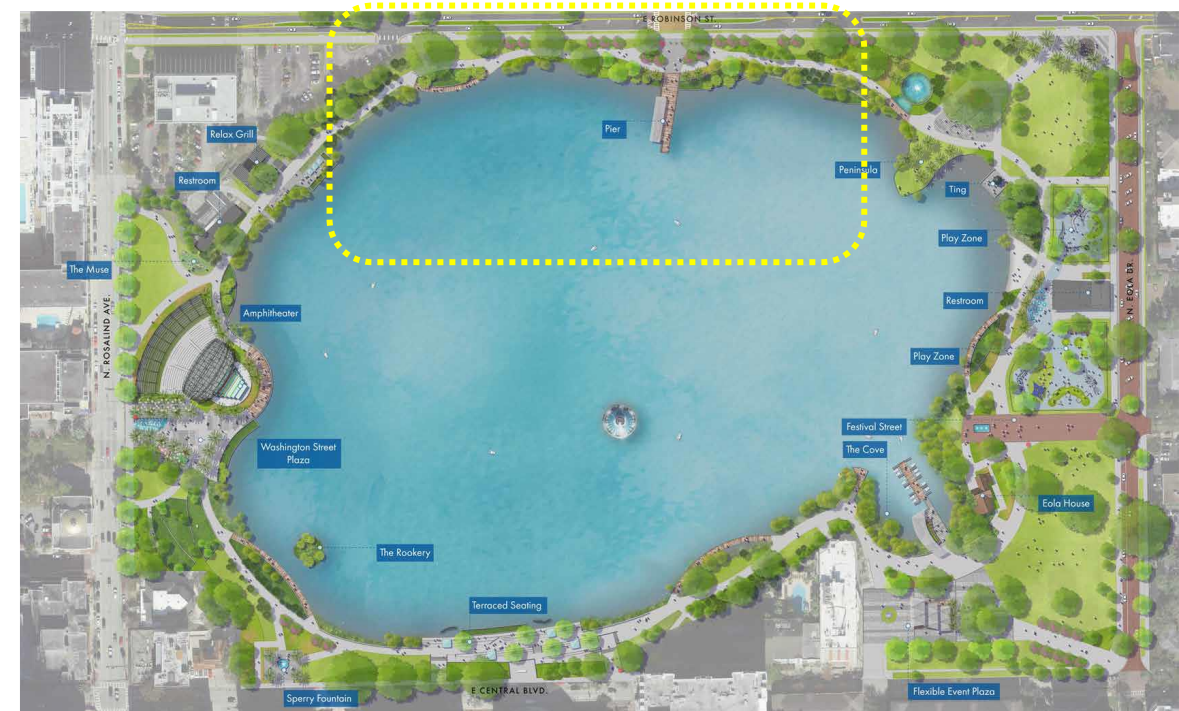 E ROBINSON ST.
Pier
Relax Grill
Peninsula
Restroom
Ting
Play Zone
The Muse
N. ROSALIND AVE.
N. EOLA DR.
Restroom
Amphitheater
Play Zone
Festival Street
Washington Street
Plaza
The Cove
Eola House
The Rookery
Terraced Seating
E CENTRAL BLVD.
Sperry Fountain
Flexible Event Plaza